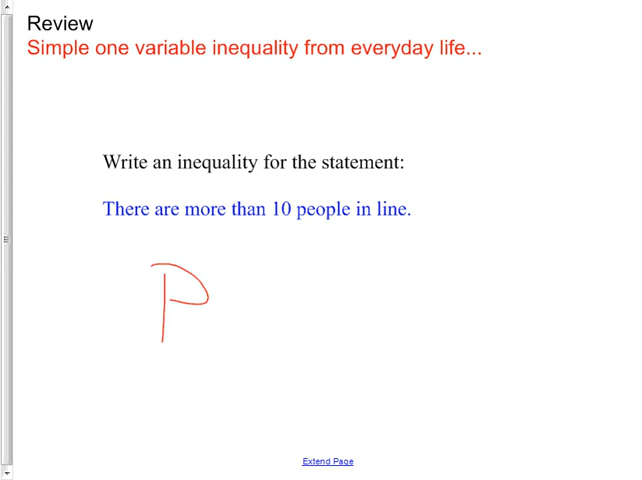 Review
Simple one variable inequality from everyday life...
Write an inequality for the statement:
There are more than 10 people in line.
P
Extend Page